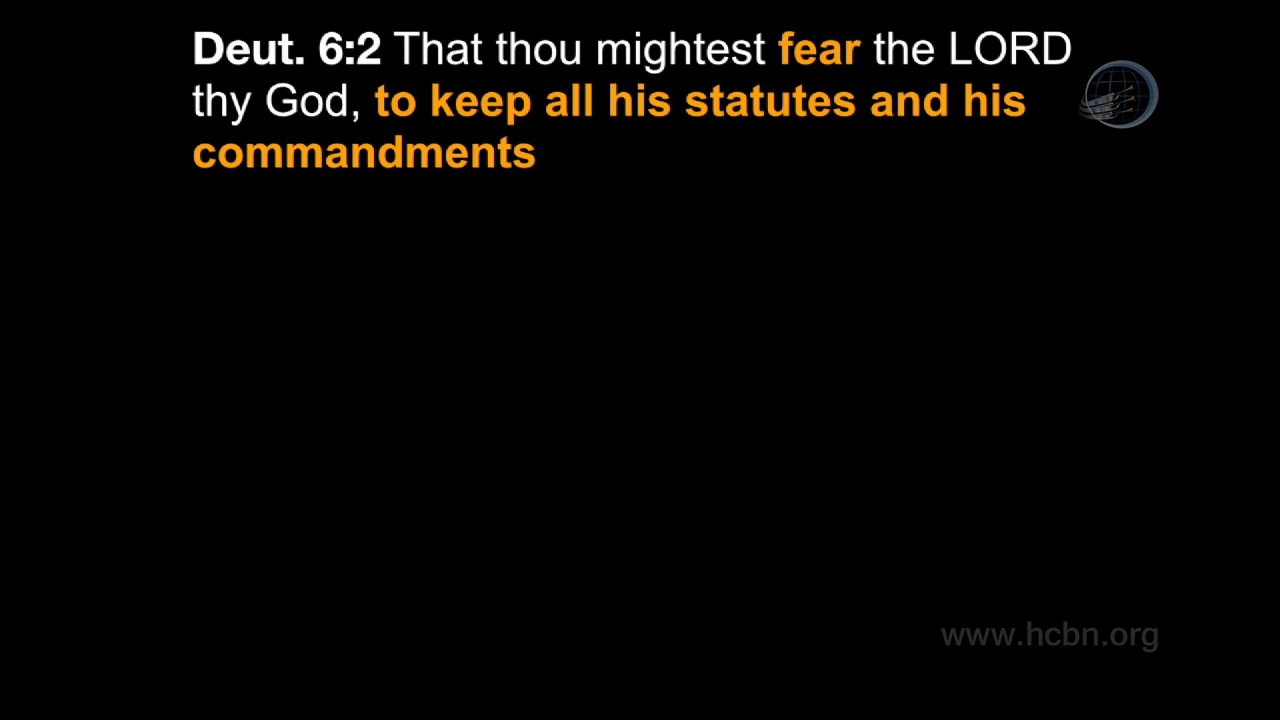 Deut. 6:2 That thou mightest fear the LORD
thy God, to keep all his statutes and his
commandments
www.hcbn.org